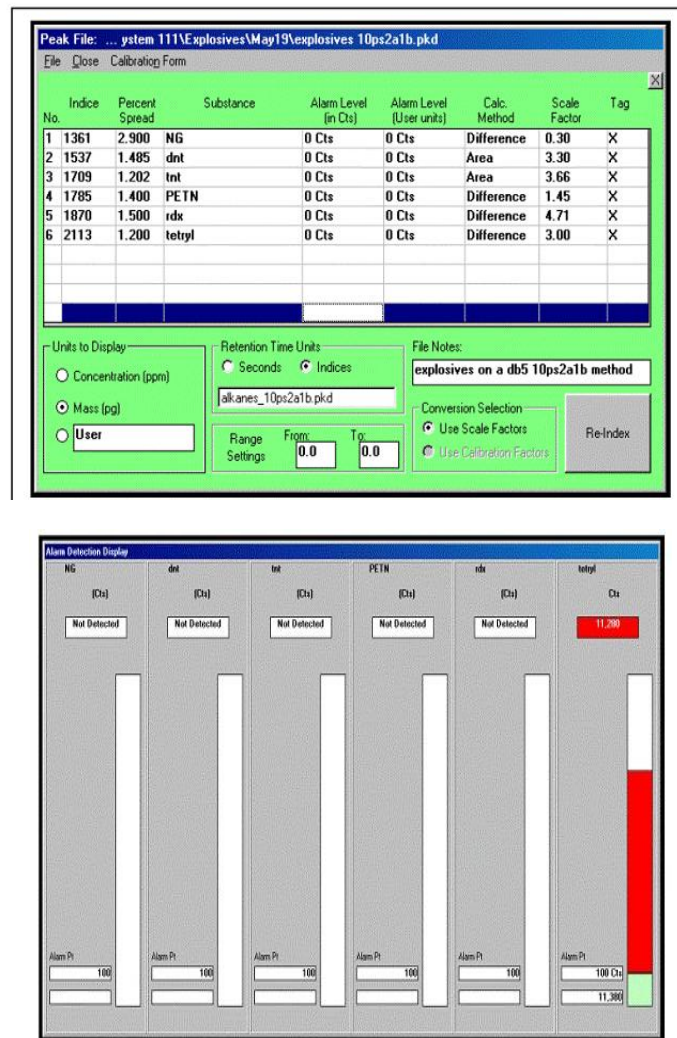 Peak File: ... ystem 111\Explosives\May19\explosives 10ps2a1b.pkd
File Close Calibration Form
X
No. Indice Percent Spread Substance Alarm Level (in Cts) Alarm Level (User units) Calc. Method Scale Factor Tag
1 1361 2.900 NG 0 Cts 0 Cts Difference 0.30 X
2 1537 1.485 dnt 0 Cts 0 Cts Area 3.30 X
3 1709 1.202 tnt 0 Cts 0 Cts Area 3.66 X
4 1785 1.400 PETN 0 Cts 0 Cts Difference 1.45 X
5 1870 1.500 rdx 0 Cts 0 Cts Difference 4.71 X
6 2113 1.200 tetryl 0 Cts 0 Cts Difference 3.00 X
Units to Display
Concentration (ppm)
Mass (pg)
User
Retention Time Units
Seconds Indices
alkanes_10ps2a1b.pkd
Range Settings From: 0.0 To: 0.0
File Notes:
explosives on a db5 10ps2a1b method
Conversion Selection
Use Scale Factors
Use Calibration Factors
Re-Index
Alarm Detection Display
NG dnt tnt PETN rdx tetryl
(Cts) (Cts) (Cts) (Cts) (Cts) Cts
Not Detected Not Detected Not Detected Not Detected Not Detected 11,280
Alarm Pt Alarm Pt Alarm Pt Alarm Pt Alarm Pt Alarm Pt
100 100 100 100 100 100 Cts
11,380